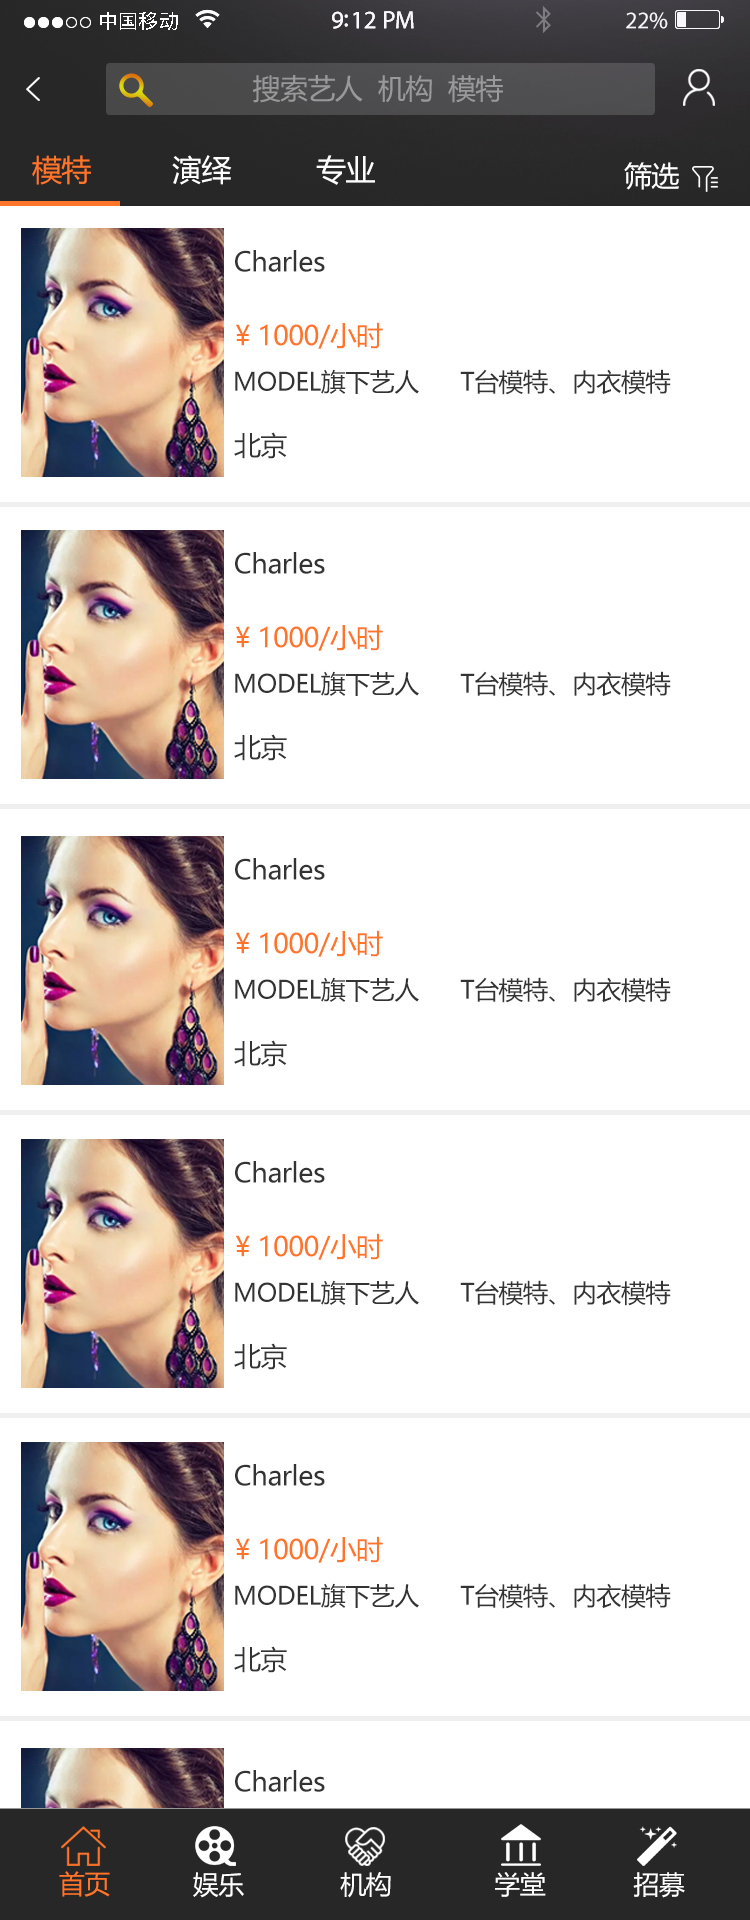 中国移动 9:12 PM 22%
搜索艺人 机构 模特
模特 演绎 专业 筛选
Charles
¥ 1000/小时
MODEL旗下艺人 T台模特、内衣模特
北京
Charles
¥ 1000/小时
MODEL旗下艺人 T台模特、内衣模特
北京
Charles
¥ 1000/小时
MODEL旗下艺人 T台模特、内衣模特
北京
Charles
¥ 1000/小时
MODEL旗下艺人 T台模特、内衣模特
北京
Charles
¥ 1000/小时
MODEL旗下艺人 T台模特、内衣模特
北京
Charles
首页 娱乐 机构 学堂 招募